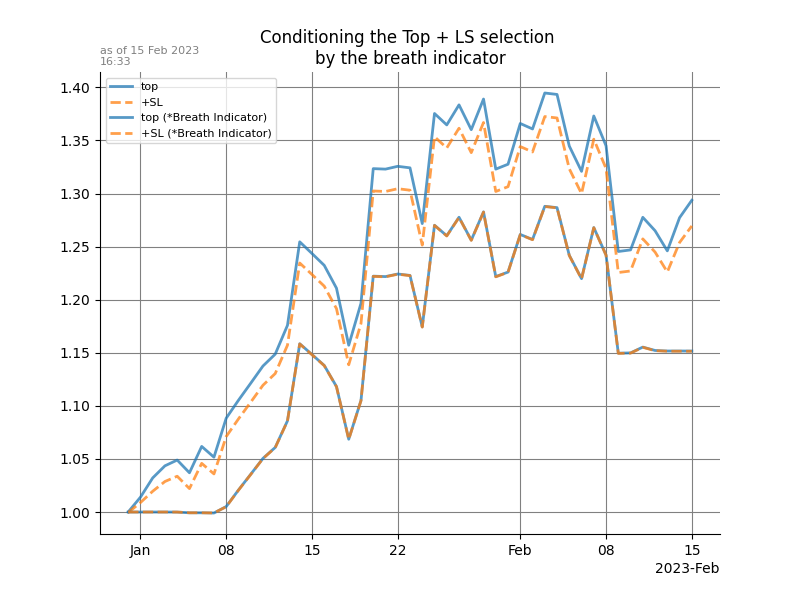 Conditioning the Top + LS selection
by the breath indicator
as of 15 Feb 2023
16:33
top
+SL
top (*Breath Indicator)
+SL (*Breath Indicator)
1.40
1.35
1.30
1.25
1.20
1.15
1.10
1.05
1.00
Jan 08 15 22 Feb 08 15
2023-Feb